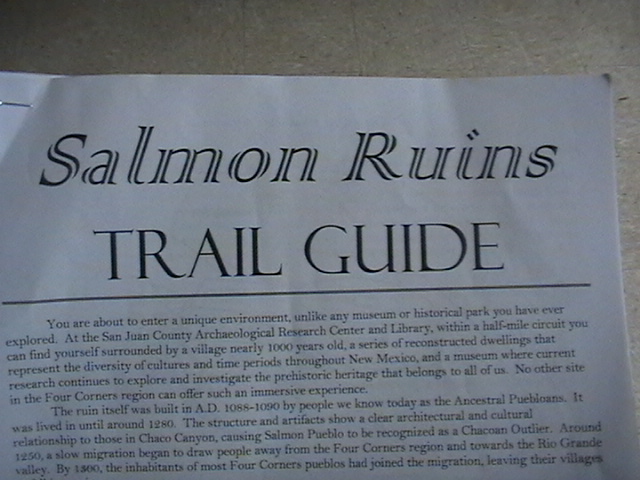 Salmon Ruins
TRAIL GUIDE
You are about to enter a unique environment, unlike any museum or historical park you have ever
explored. At the San Juan County Archaeological Research Center and Library, within a half-mile circuit you
can find yourself surrounded by a village nearly 1000 years old, a series of reconstructed dwellings that
represent the diversity of cultures and time periods throughout New Mexico, and a museum where current
research continues to explore and investigate the prehistoric heritage that belongs to all of us. No other site
in the Four Corners region can offer such an immersive experience.
The ruin itself was built in A.D. 1088-1090 by people we know today as the Ancestral Puebloans. It
was lived in until around 1280. The structure and artifacts show a clear architectural and cultural
relationship to those in Chaco Canyon, causing Salmon Pueblo to be recognized as a Chacoan Outlier. Around
1250, a slow migration began to draw people away from the Four Corners region and towards the Rio Grande
valley. By 1300, the inhabitants of most Four Corners pueblos had joined the migration, leaving their villages